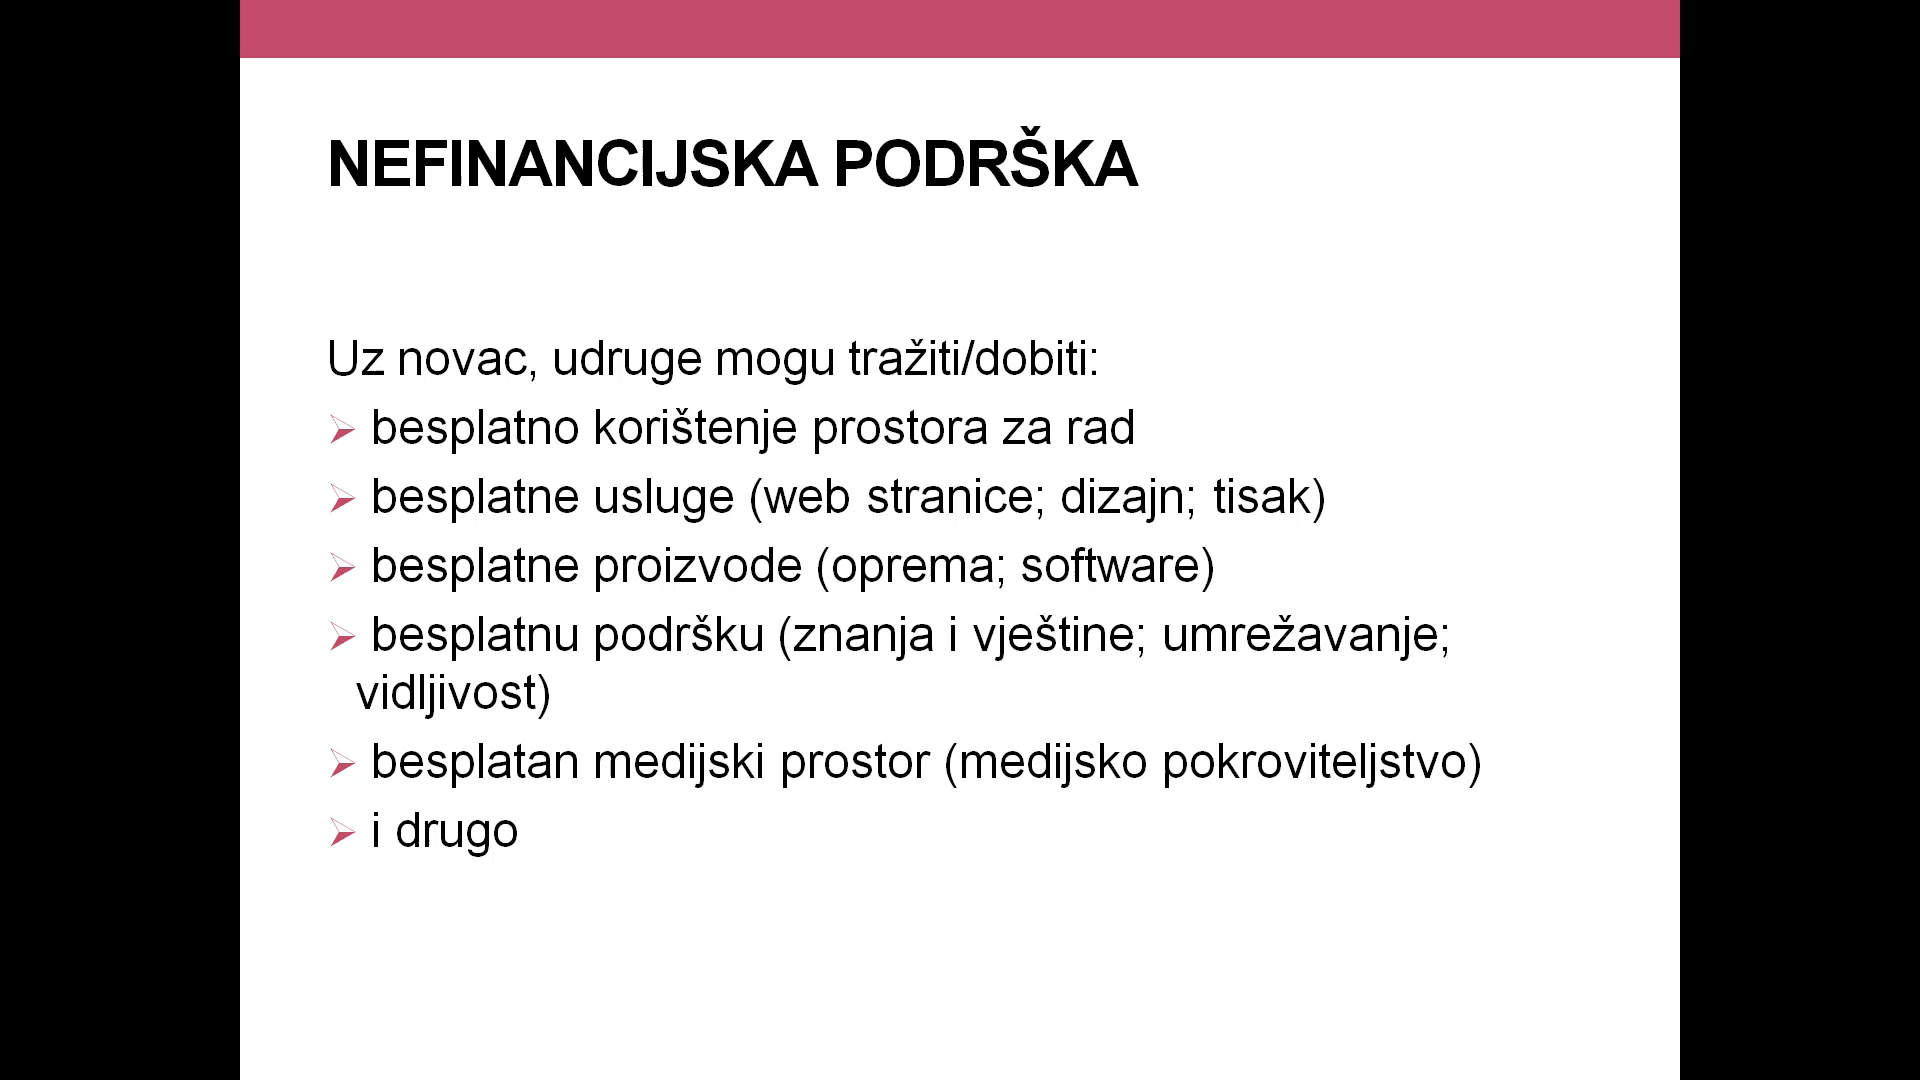 NEFINANCIJSKA PODRŠKA
Uz novac, udruge mogu tražiti/dobiti:
➢ besplatno korištenje prostora za rad
➢ besplatne usluge (web stranice; dizajn; tisak)
➢ besplatne proizvode (oprema; software)
➢ besplatnu podršku (znanja i vještine; umrežavanje;
vidljivost)
➢ besplatan medijski prostor (medijsko pokroviteljstvo)
➢ i drugo